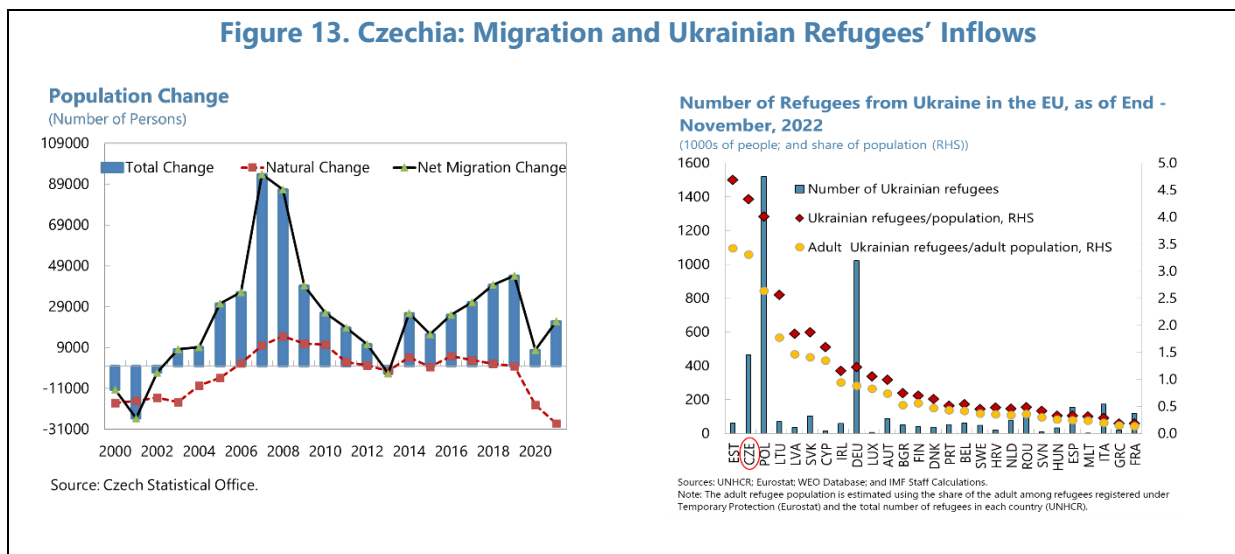 Figure 13. Czechia: Migration and Ukrainian Refugees’ Inflows
Population Change
(Number of Persons)
109000
89000
69000
49000
29000
9000
-11000
-31000
Total Change
Natural Change
Net Migration Change
2000 2002 2004 2006 2008 2010 2012 2014 2016 2018 2020
Source: Czech Statistical Office.
Number of Refugees from Ukraine in the EU, as of End -
November, 2022
(1000s of people; and share of population (RHS))
1600
1400
1200
1000
800
600
400
200
0
5.0
4.5
4.0
3.5
3.0
2.5
2.0
1.5
1.0
0.5
0.0
Number of Ukrainian refugees
Ukrainian refugees/population, RHS
Adult Ukrainian refugees/adult population, RHS
EST CZE POL LTU LVA SVK CYP IRL DEU LUX AUT BGR FIN DNK PRT BEL SWE HRV NLD ROU SVN HUN ESP MLT ITA GRC FRA
Sources: UNHCR; Eurostat; WEO Database; and IMF Staff Calculations.
Note: The adult refugee population is estimated using the share of the adult among refugees registered under
Temporary Protection (Eurostat) and the total number of refugees in each country (UNHCR).